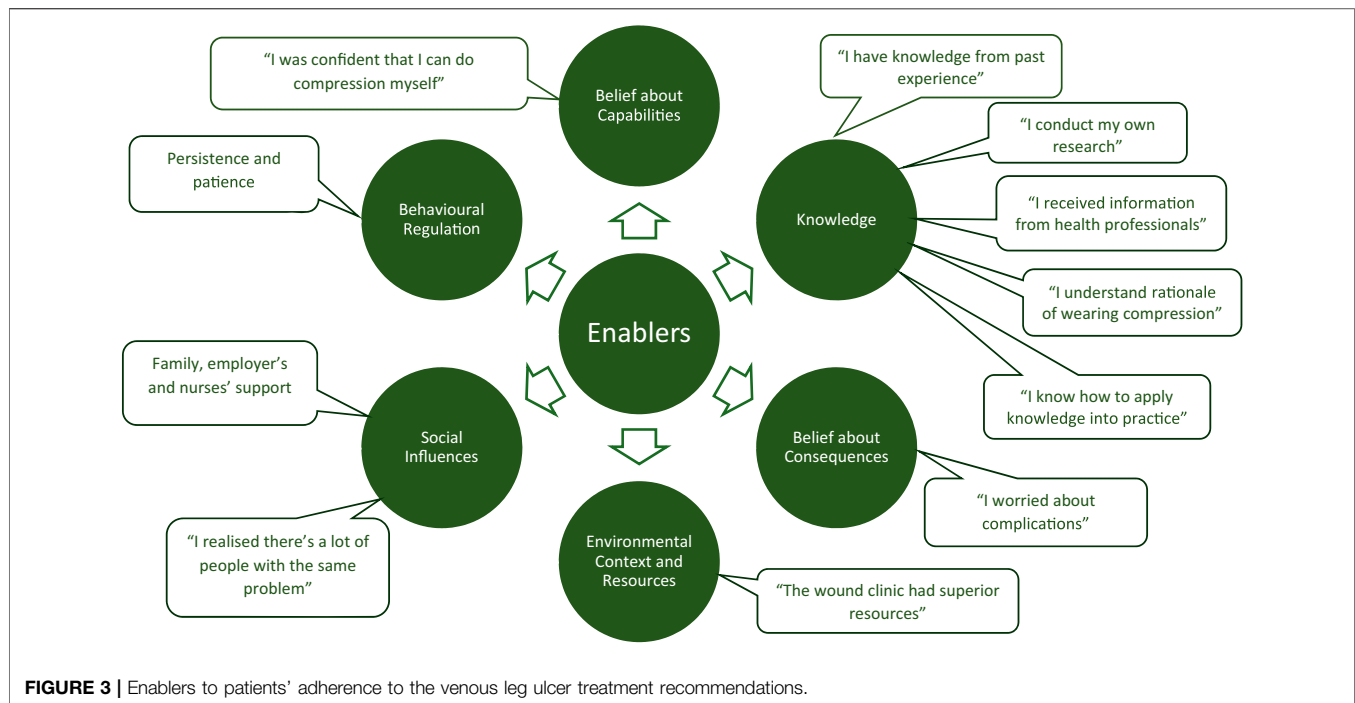 “I was confident that I can do
compression myself”
Belief about
Capabilities
“I have knowledge from past
experience”
“I conduct my own
research”
Persistence and
patience
Behavioural
Regulation
Knowledge
“I received information
from health professionals”
“I understand rationale
of wearing compression”
Enablers
Family, employer’s
and nurses’ support
Social
Influences
“I know how to apply
knowledge into practice”
Belief about
Consequences
“I worried about
complications”
“I realised there’s a lot of
people with the same
problem”
Environmental
Context and
Resources
“The wound clinic had superior
resources”
FIGURE 3 | Enablers to patients’ adherence to the venous leg ulcer treatment recommendations.